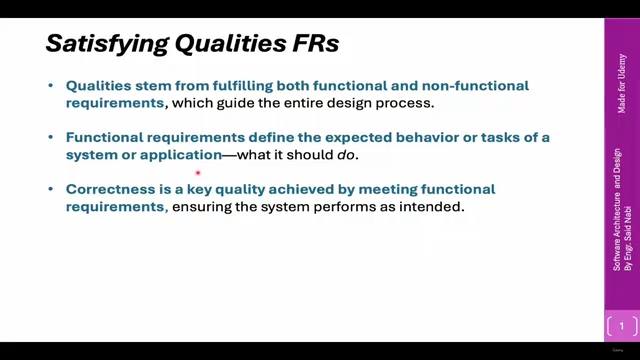 Satisfying Qualities FRs
• Qualities stem from fulfilling both functional and non-functional
requirements, which guide the entire design process.
• Functional requirements define the expected behavior or tasks of a
system or application—what it should do.
• Correctness is a key quality achieved by meeting functional
requirements, ensuring the system performs as intended.
Made for Udemy
Software Architecture and Design
By Engr. Said Nabi
1